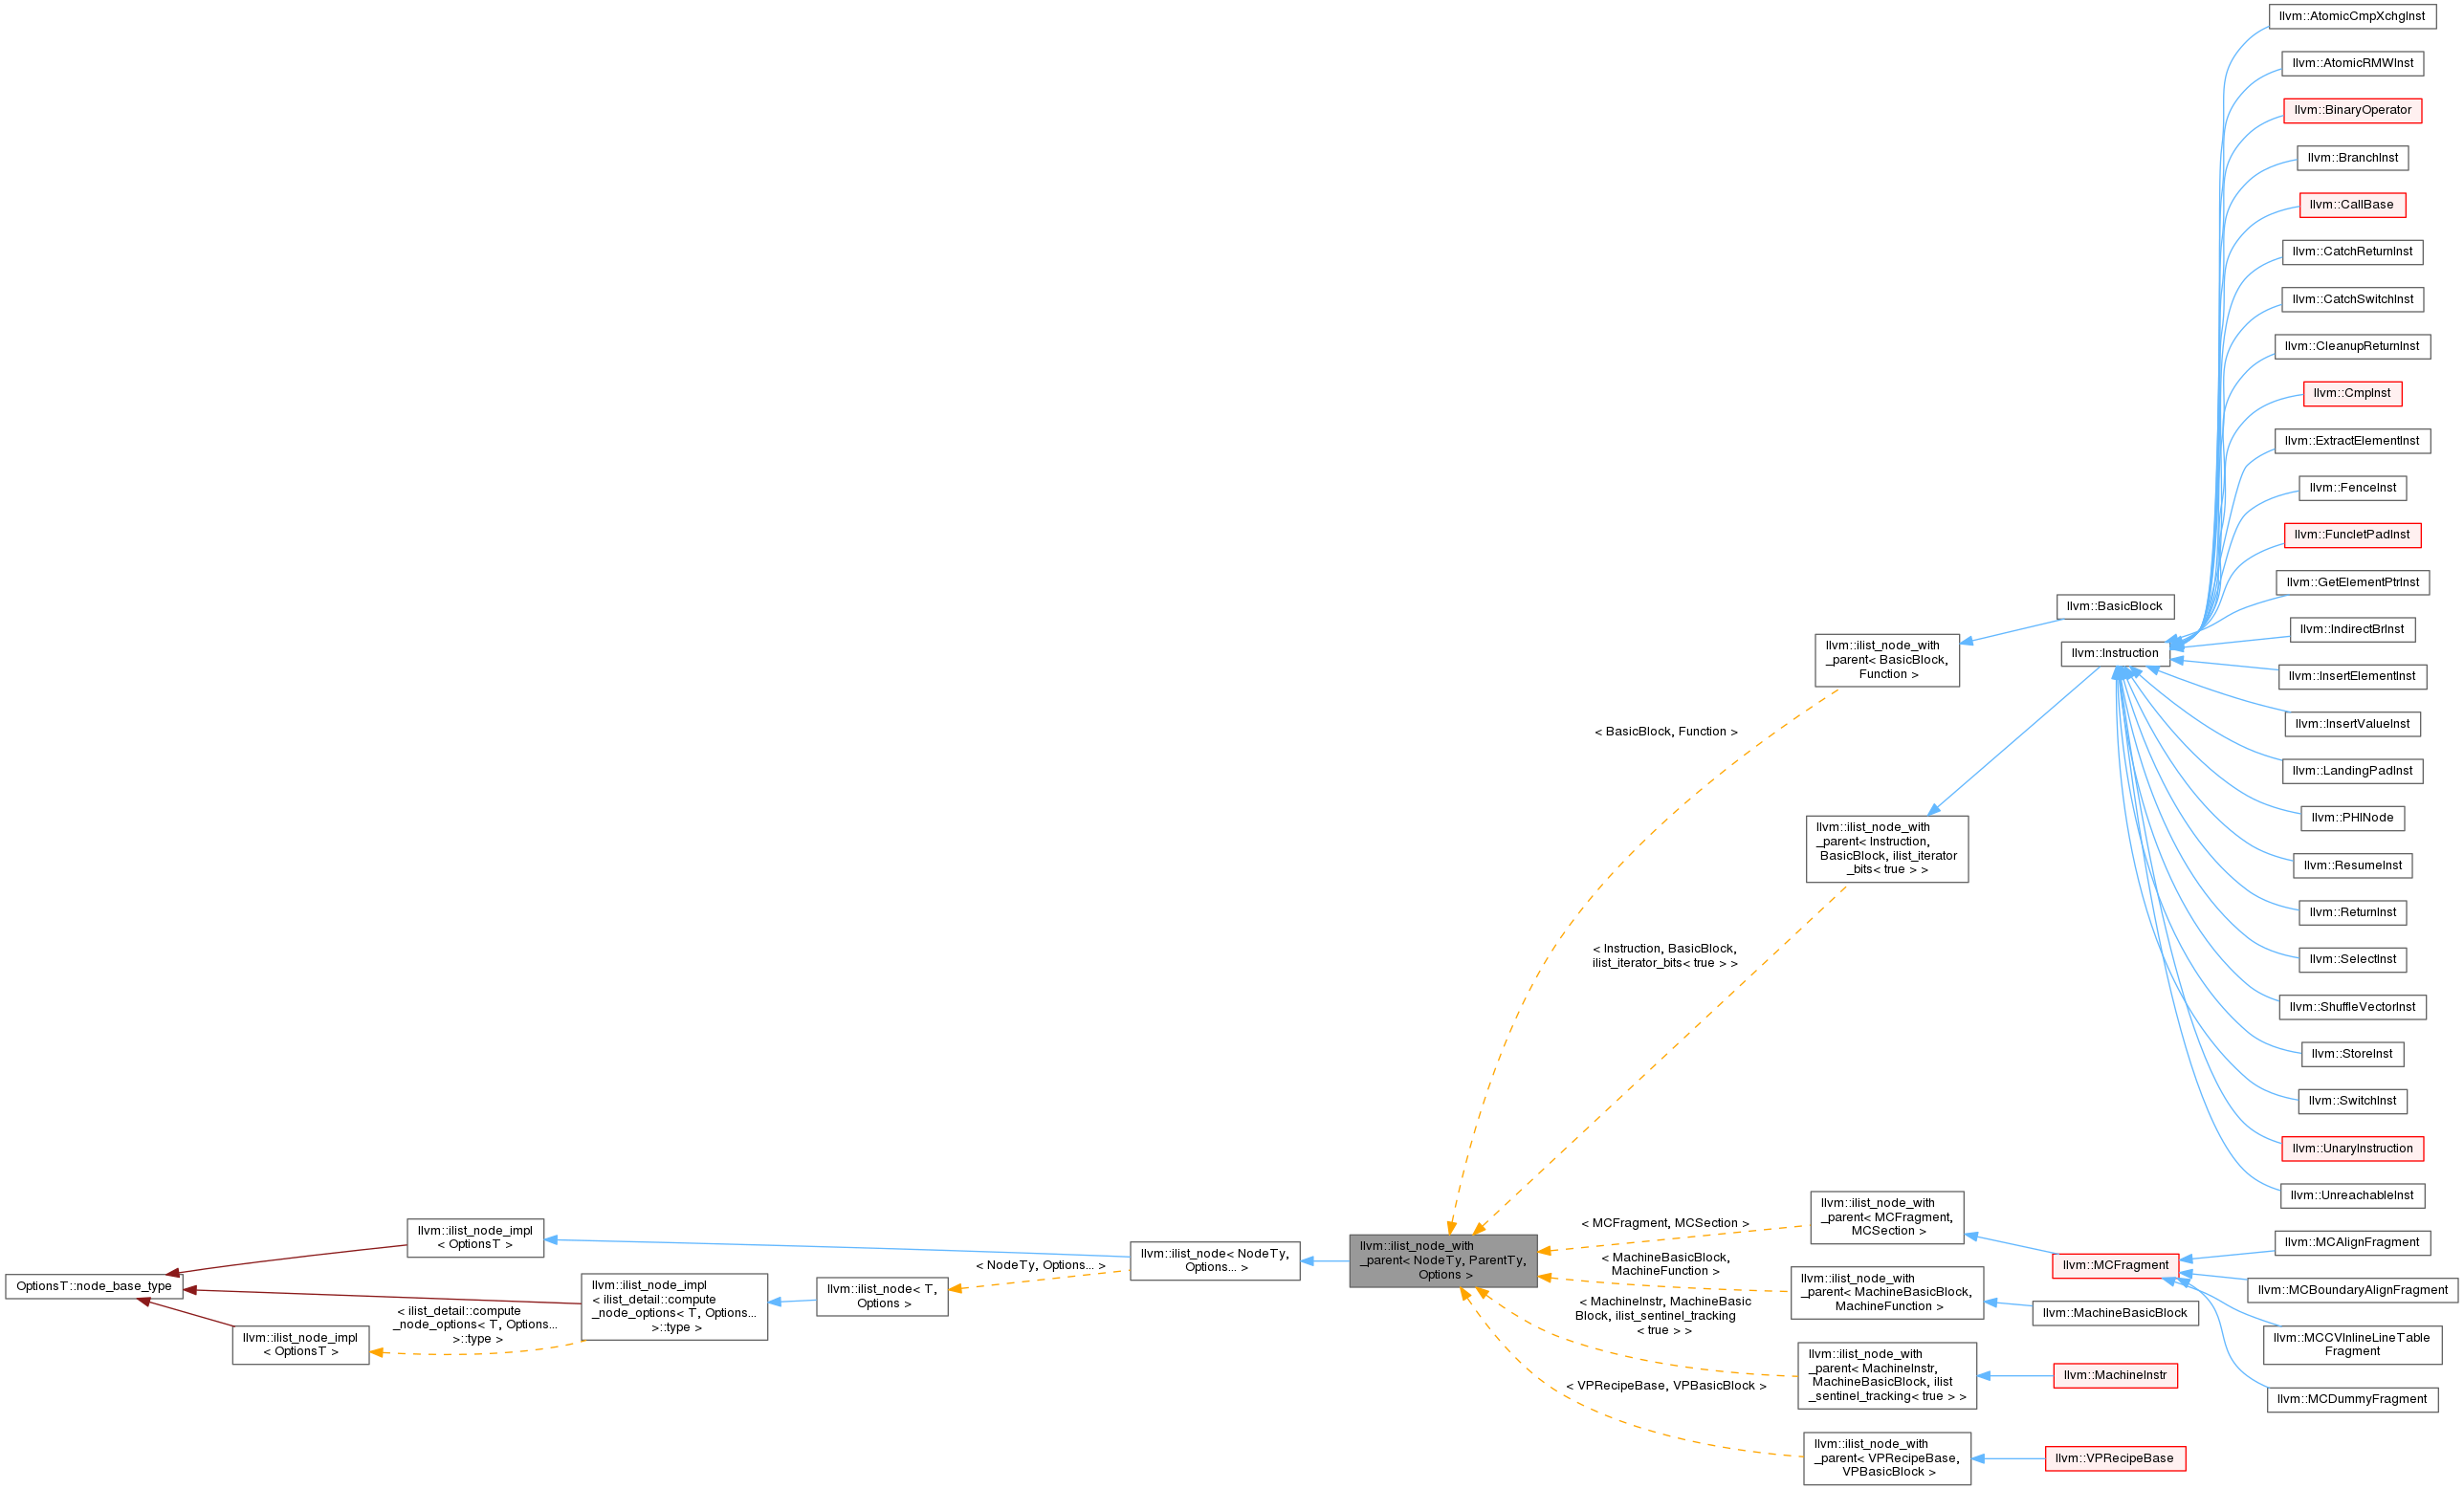 llvm::AtomicCmpXchgInst
llvm::AtomicRMWInst
llvm::BinaryOperator
llvm::BranchInst
llvm::CallBase
llvm::CatchReturnInst
llvm::CatchSwitchInst
llvm::CleanupReturnInst
llvm::CmpInst
llvm::ExtractElementInst
llvm::FenceInst
llvm::FuncletPadInst
llvm::GetElementPtrInst
llvm::IndirectBrInst
llvm::InsertElementInst
llvm::InsertValueInst
llvm::LandingPadInst
llvm::PHINode
llvm::ResumeInst
llvm::ReturnInst
llvm::SelectInst
llvm::ShuffleVectorInst
llvm::StoreInst
llvm::SwitchInst
llvm::UnaryInstruction
llvm::UnreachableInst
llvm::BasicBlock
llvm::Instruction
llvm::ilist_node_with
_parent< BasicBlock,
Function >
< BasicBlock, Function >
llvm::ilist_node_with
_parent< Instruction,
BasicBlock, ilist_iterator
_bits< true > >
< Instruction, BasicBlock,
ilist_iterator_bits< true > >
OptionsT::node_base_type
llvm::ilist_node_impl
< OptionsT >
llvm::ilist_node_impl
< OptionsT >
< ilist_detail::compute
_node_options< T, Options...
>::type >
llvm::ilist_node_impl
< ilist_detail::compute
_node_options< T, Options...
>::type >
llvm::ilist_node< T,
Options >
< NodeTy, Options... >
llvm::ilist_node< NodeTy,
Options... >
llvm::ilist_node_with
_parent< NodeTy, ParentTy,
Options >
< MCFragment, MCSection >
llvm::ilist_node_with
_parent< MCFragment,
MCSection >
llvm::MCFragment
llvm::MCAlignFragment
llvm::MCBoundaryAlignFragment
llvm::MCCVInlineLineTable
Fragment
llvm::MCDummyFragment
< MachineBasicBlock,
MachineFunction >
llvm::ilist_node_with
_parent< MachineBasicBlock,
MachineFunction >
llvm::MachineBasicBlock
< MachineInstr, MachineBasic
Block, ilist_sentinel_tracking
< true > >
llvm::ilist_node_with
_parent< MachineInstr,
MachineBasicBlock, ilist
_sentinel_tracking< true > >
llvm::MachineInstr
< VPRecipeBase, VPBasicBlock >
llvm::ilist_node_with
_parent< VPRecipeBase,
VPBasicBlock >
llvm::VPRecipeBase